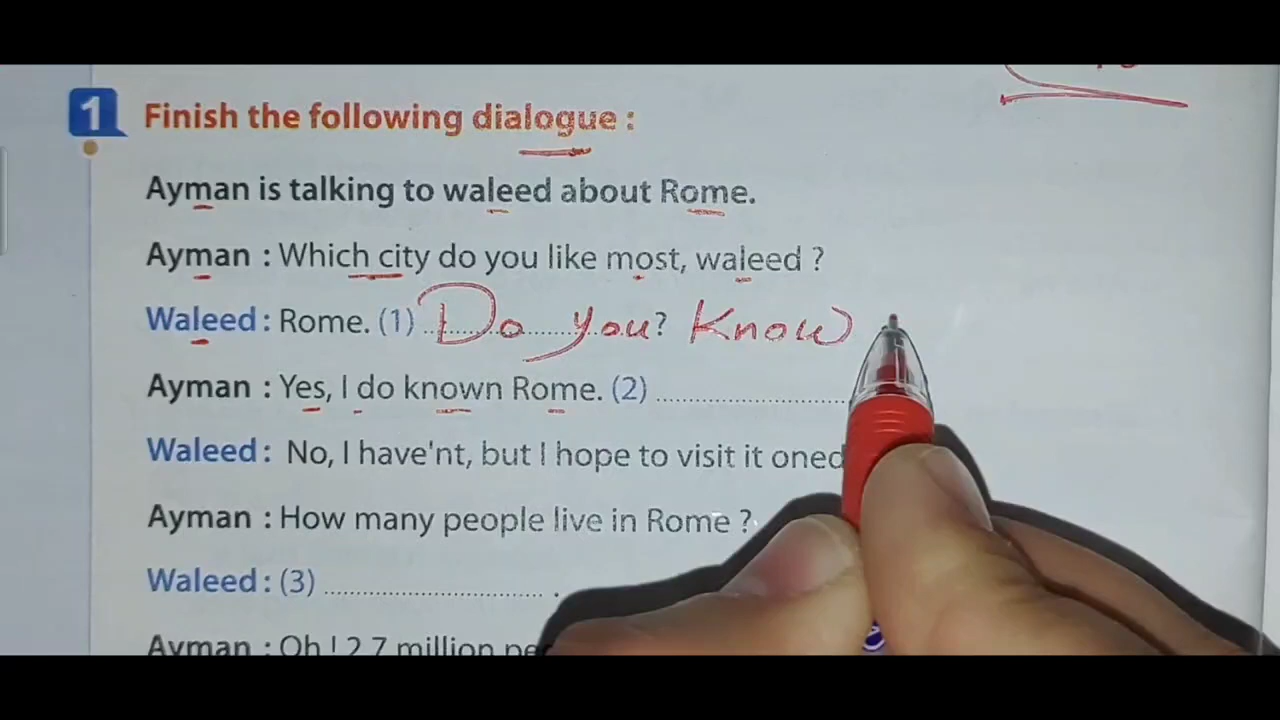 1 Finish the following dialogue :
Ayman is talking to waleed about Rome.
Ayman : Which city do you like most, waleed ?
Waleed : Rome. (1) Do you ? Know
Ayman : Yes, I do known Rome. (2)
Waleed : No, I have'nt, but I hope to visit it
Ayman : How many people live in Rome ?
Waleed : (3) .
Ayman : Oh ! 2.7 million